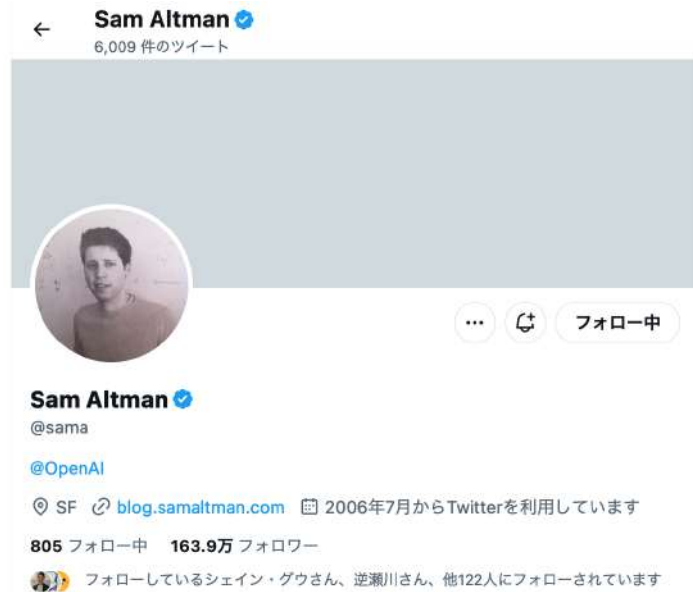 Sam Altman
6,009 件のツイート
フォロー中
Sam Altman
@sama
@OpenAI
SF blog.samaltman.com 2006年7月からTwitterを利用しています
805 フォロー中 163.9万 フォロワー
フォローしているシェイン・グウさん、逆瀬川さん、他122人にフォローされています